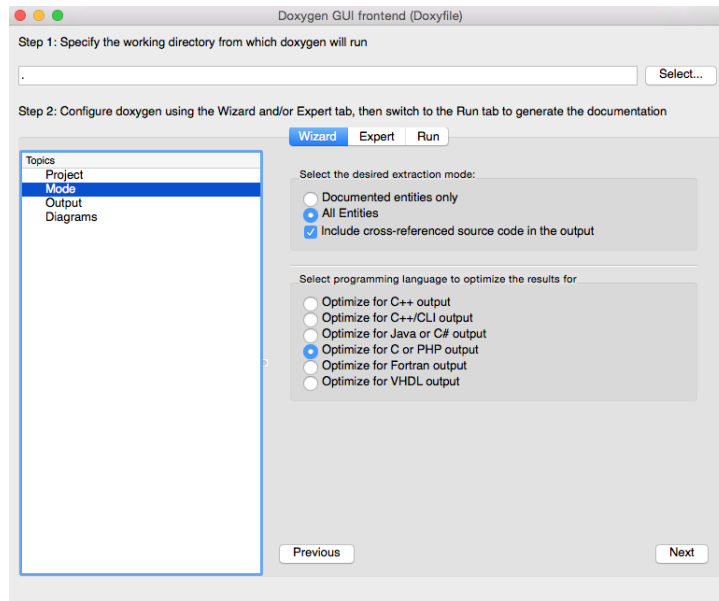 Doxygen GUI frontend (Doxyfile)
Step 1: Specify the working directory from which doxygen will run
.
Select...
Step 2: Configure doxygen using the Wizard and/or Expert tab, then switch to the Run tab to generate the documentation
Wizard Expert Run
Topics
Project
Mode
Output
Diagrams
Select the desired extraction mode:
Documented entities only
All Entities
Include cross-referenced source code in the output
Select programming language to optimize the results for
Optimize for C++ output
Optimize for C++/CLI output
Optimize for Java or C# output
Optimize for C or PHP output
Optimize for Fortran output
Optimize for VHDL output
Previous
Next